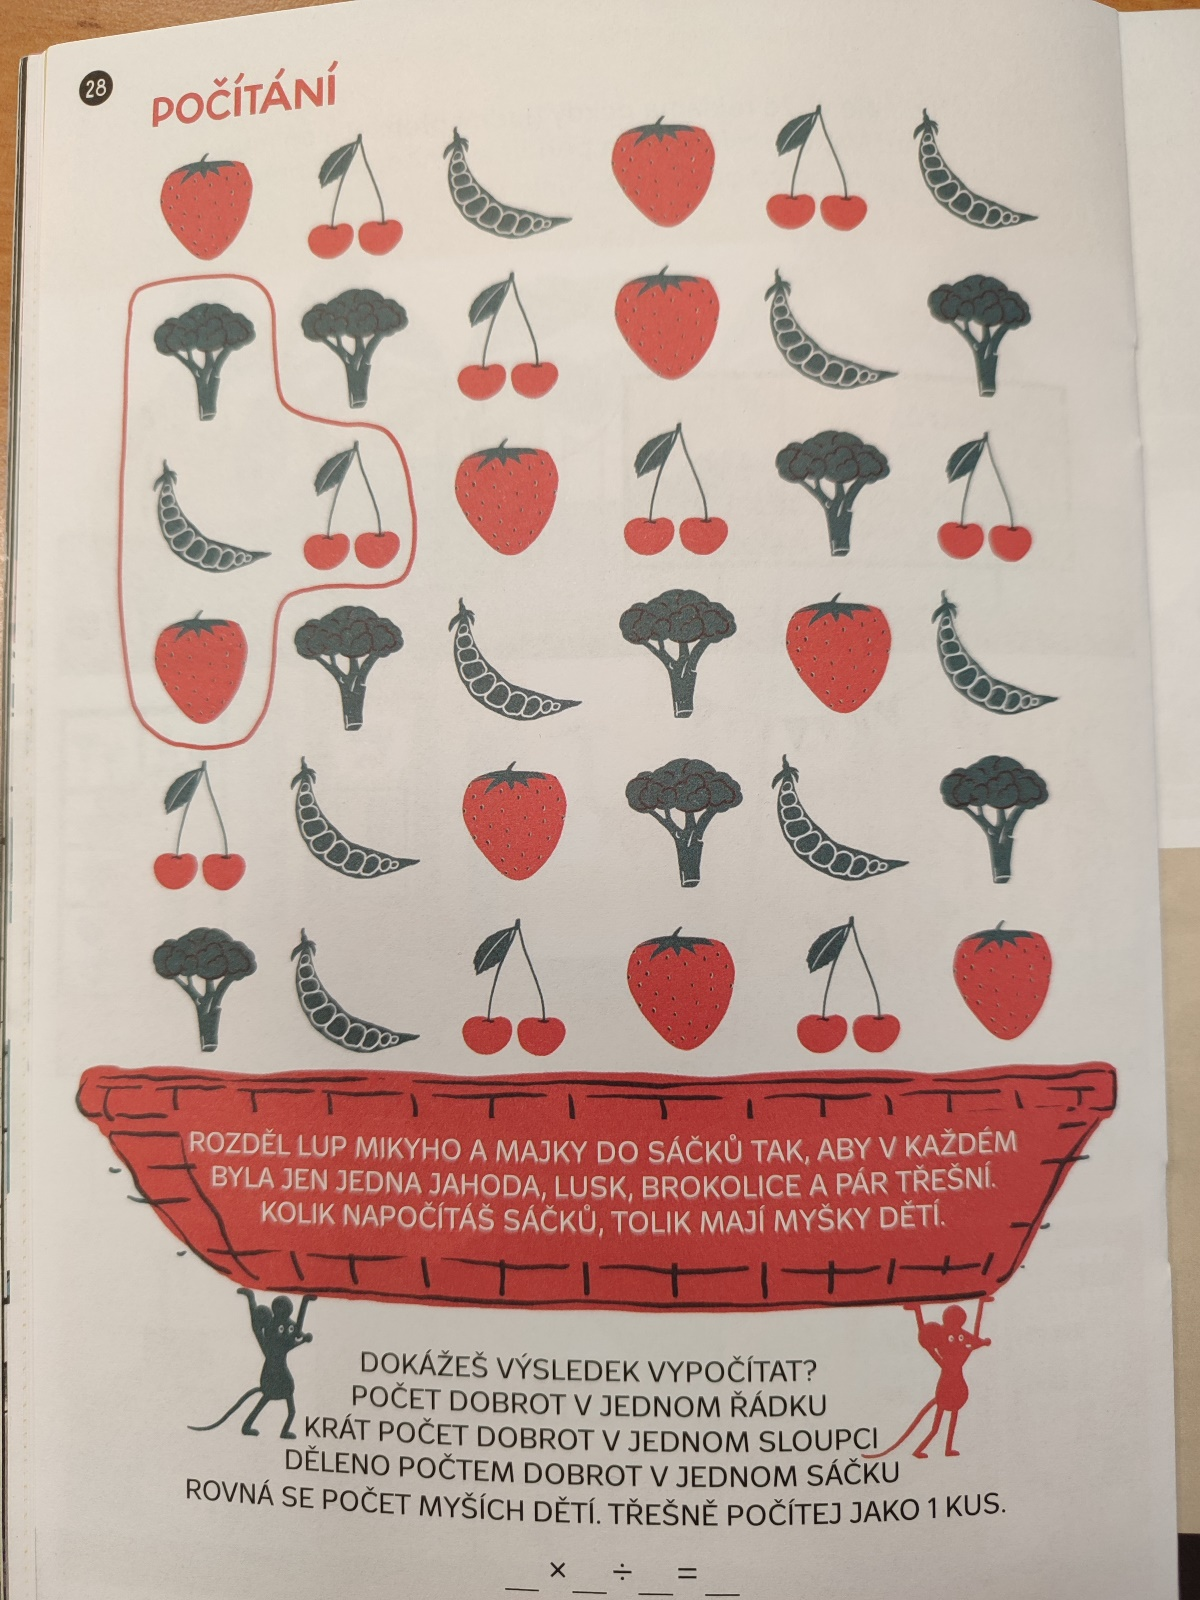 28
POČÍTÁNÍ
ROZDĚL LUP MIKYHO A MAJKY DO SÁČKŮ TAK, ABY V KAŽDÉM
BYLA JEN JEDNA JAHODA, LUSK, BROKOLICE A PÁR TŘEŠNÍ.
KOLIK NAPOČÍTÁŠ SÁČKŮ, TOLIK MAJÍ MYŠKY DĚTÍ.
DOKÁŽEŠ VÝSLEDEK VYPOČÍTAT?
POČET DOBROT V JEDNOM ŘÁDKU
KRÁT POČET DOBROT V JEDNOM SLOUPCI
DĚLENO POČTEM DOBROT V JEDNOM SÁČKU
ROVNÁ SE POČET MYŠÍCH DĚTÍ. TŘEŠNĚ POČÍTEJ JAKO 1 KUS.
__ × __ ÷ __ = __